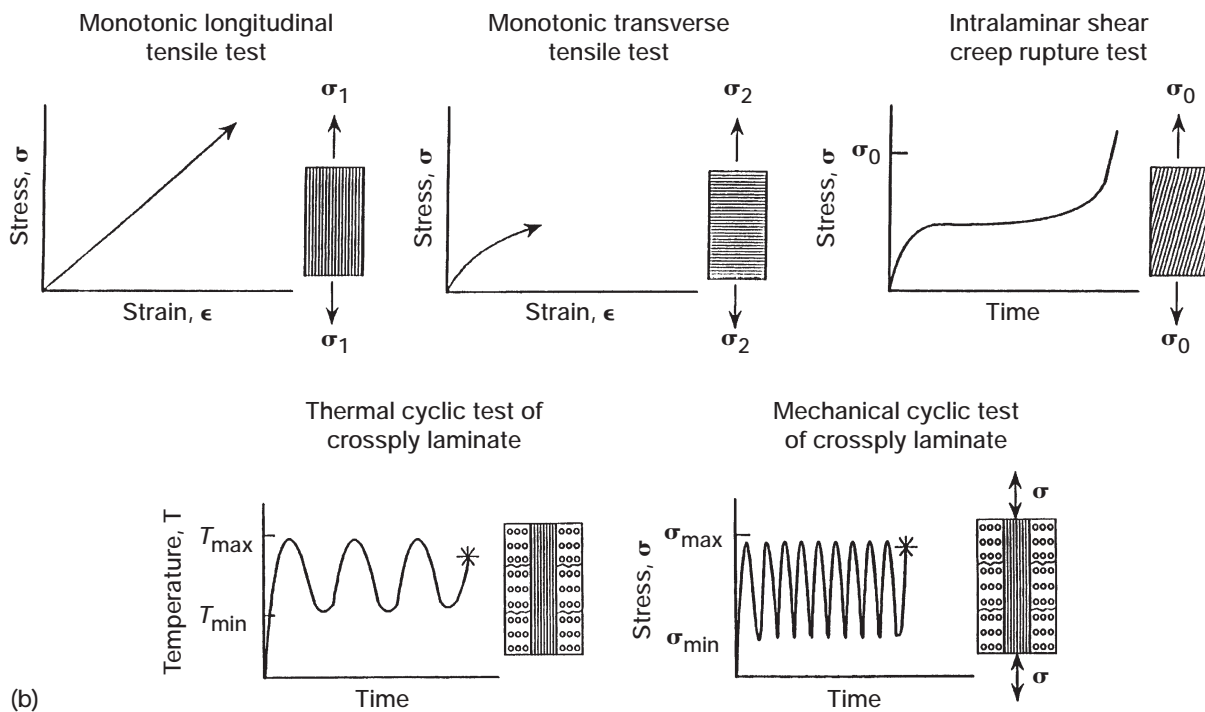 Monotonic longitudinal
tensile test
Stress, σ
Strain, ϵ
σ1
σ1
Monotonic transverse
tensile test
Stress, σ
Strain, ϵ
σ2
σ2
Intralaminar shear
creep rupture test
Stress, σ
σ0
Time
σ0
σ0
Thermal cyclic test of
crossply laminate
Temperature, T
Tmax
Tmin
Time
Mechanical cyclic test
of crossply laminate
Stress, σ
σmax
σmin
Time
σ
σ
(b)